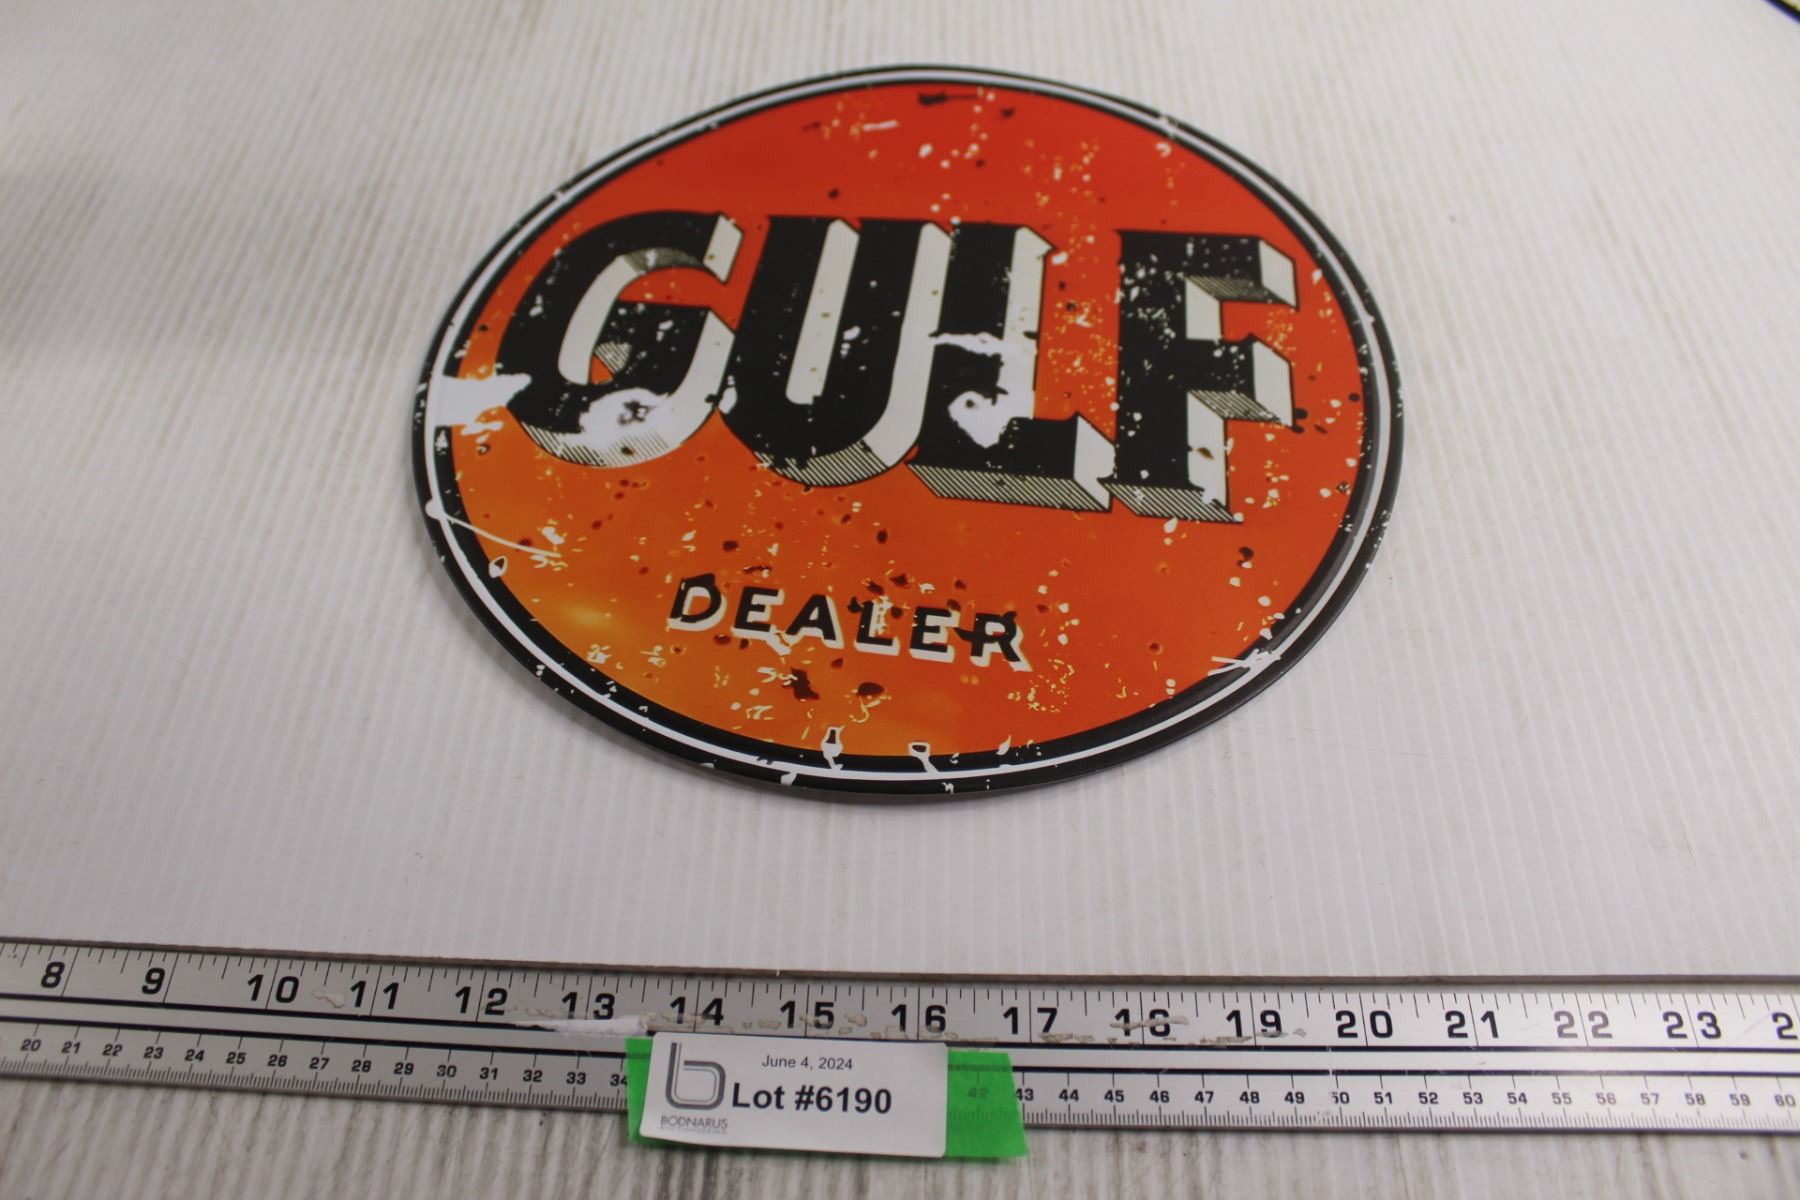 GULF
DEALER
8 9 10 11 12 13 14 15 16 17 18 19 20 21 22 23 2
20 21 22 23 24 25 26 27 28 29 30 31 32 33 34 42 43 44 45 46 47 48 49 50 51 52 53 54 55 56 57 58 59 60
June 4, 2024
Lot #6190
BODNARUS
AUCTIONEERING